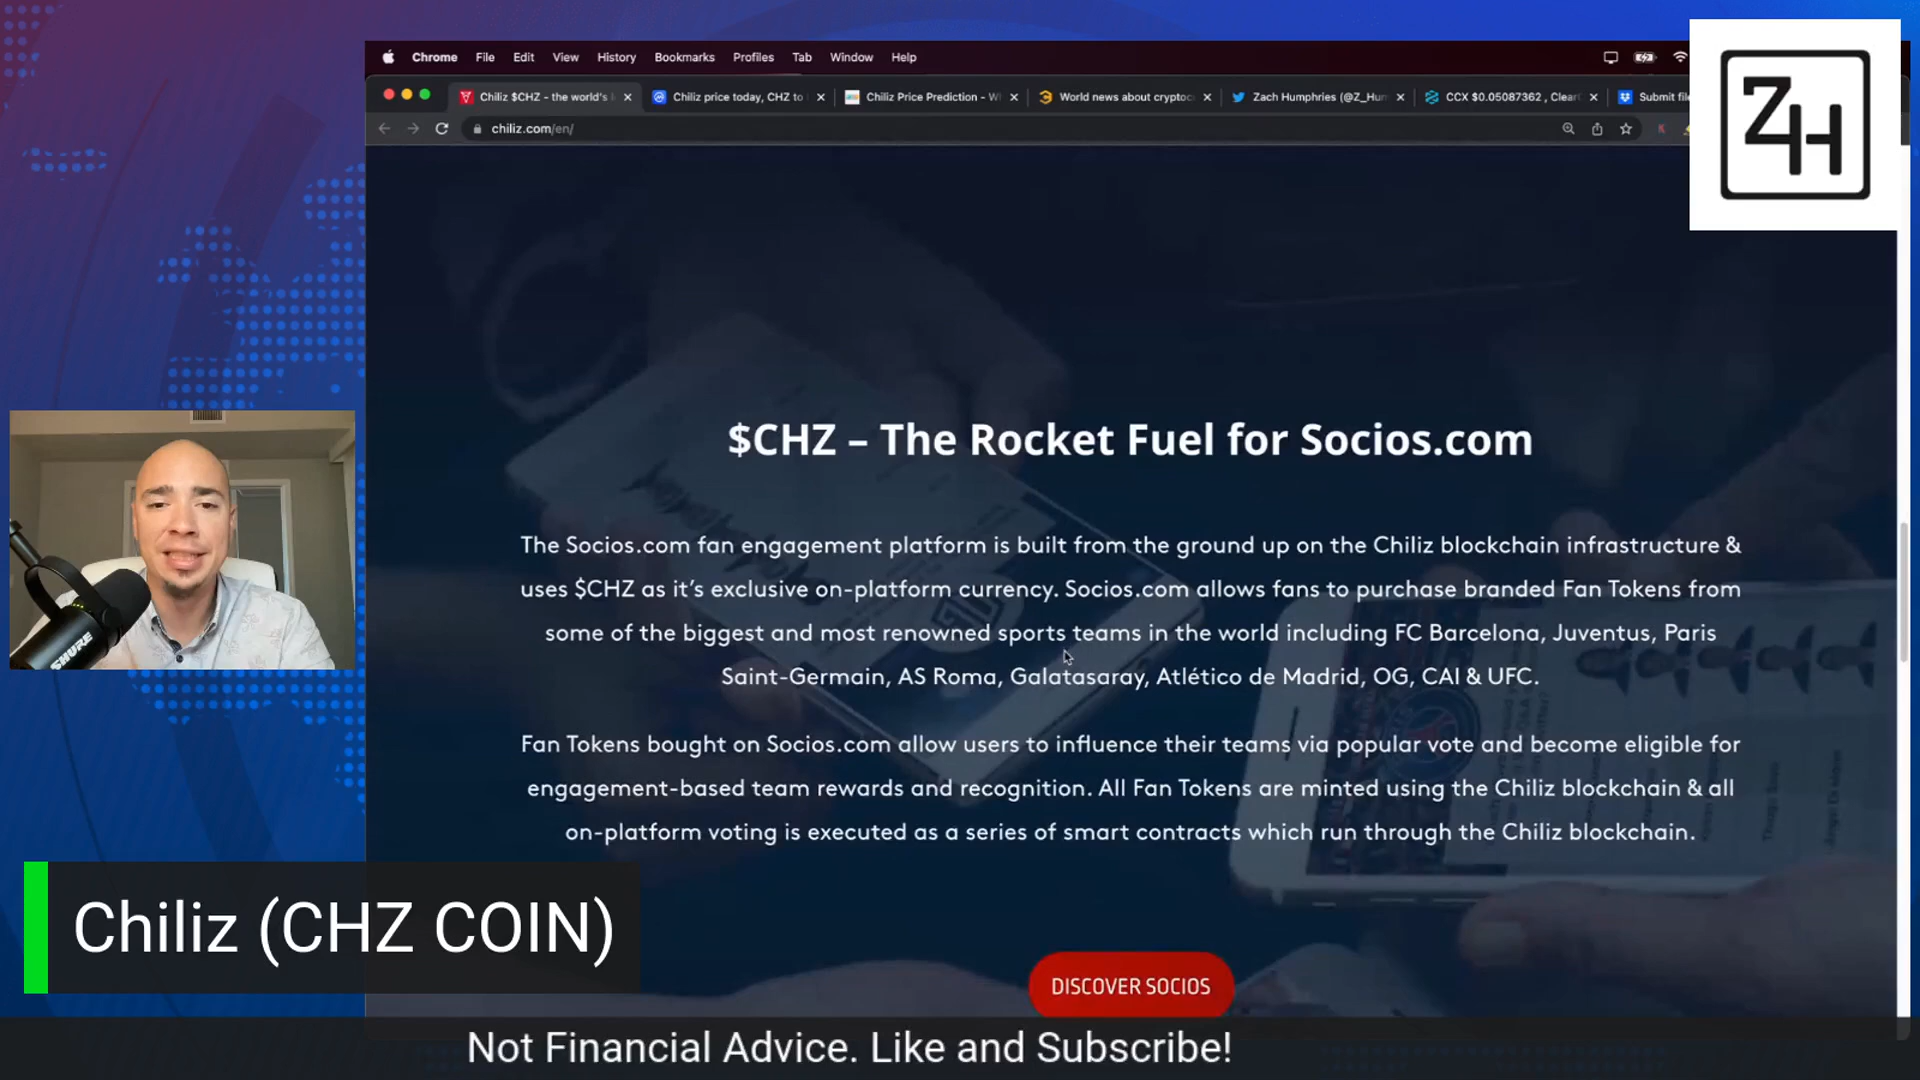 Chrome File Edit View History Bookmarks Profiles Tab Window Help
Chiliz $CHZ - the world's
Chiliz price today, CHZ to
Chiliz Price Prediction - W
World news about cryptoc
Zach Humphries (@Z_Hum
CCX $0.05087362 , Clear
Submit file
chiliz.com/en/
ZH
$CHZ – The Rocket Fuel for Socios.com
The Socios.com fan engagement platform is built from the ground up on the Chiliz blockchain infrastructure &
uses $CHZ as it's exclusive on-platform currency. Socios.com allows fans to purchase branded Fan Tokens from
some of the biggest and most renowned sports teams in the world including FC Barcelona, Juventus, Paris
Saint-Germain, AS Roma, Galatasaray, Atlético de Madrid, OG, CAI & UFC.
Fan Tokens bought on Socios.com allow users to influence their teams via popular vote and become eligible for
engagement-based team rewards and recognition. All Fan Tokens are minted using the Chiliz blockchain & all
on-platform voting is executed as a series of smart contracts which run through the Chiliz blockchain.
DISCOVER SOCIOS
SHURE
Chiliz (CHZ COIN)
Not Financial Advice. Like and Subscribe!